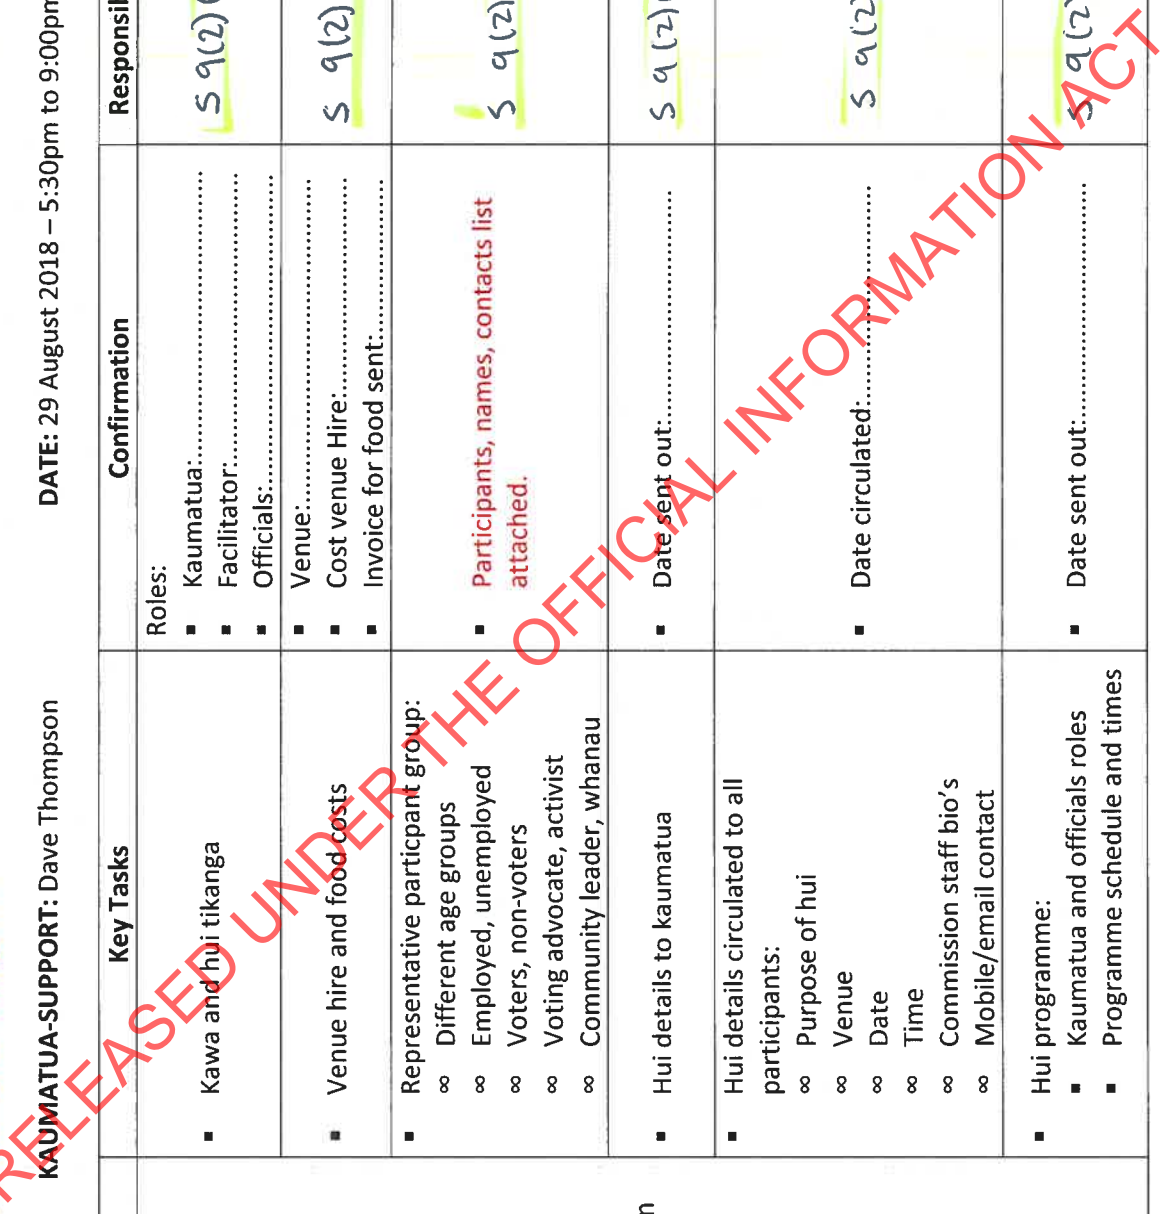 KAUMATUA-SUPPORT: Dave Thompson
DATE: 29 August 2018 – 5:30pm to 9:00pm
Key Tasks
Confirmation
▪ Kawa and hui tikanga
Roles:
▪ Kaumatua:
▪ Facilitator:
▪ Officials:
s 9(2)(
▪ Venue hire and food costs
▪ Venue:
▪ Cost venue Hire:
▪ Invoice for food sent:
s 9(2)
▪ Representative particpant group:
∞ Different age groups
∞ Employed, unemployed
∞ Voters, non-voters
∞ Voting advocate, activist
∞ Community leader, whanau
▪ Participants, names, contacts list
attached.
s 9(2)
▪ Hui details to kaumatua
▪ Date sent out:
s 9(2)(
▪ Hui details circulated to all
participants:
∞ Purpose of hui
∞ Venue
∞ Date
∞ Time
∞ Commission staff bio's
∞ Mobile/email contact
▪ Date circulated:
s 9(2)
▪ Hui programme:
▪ Kaumatua and officials roles
▪ Programme schedule and times
▪ Date sent out:
s 9(2)
RELEASED UNDER THE OFFICIAL INFORMATION ACT